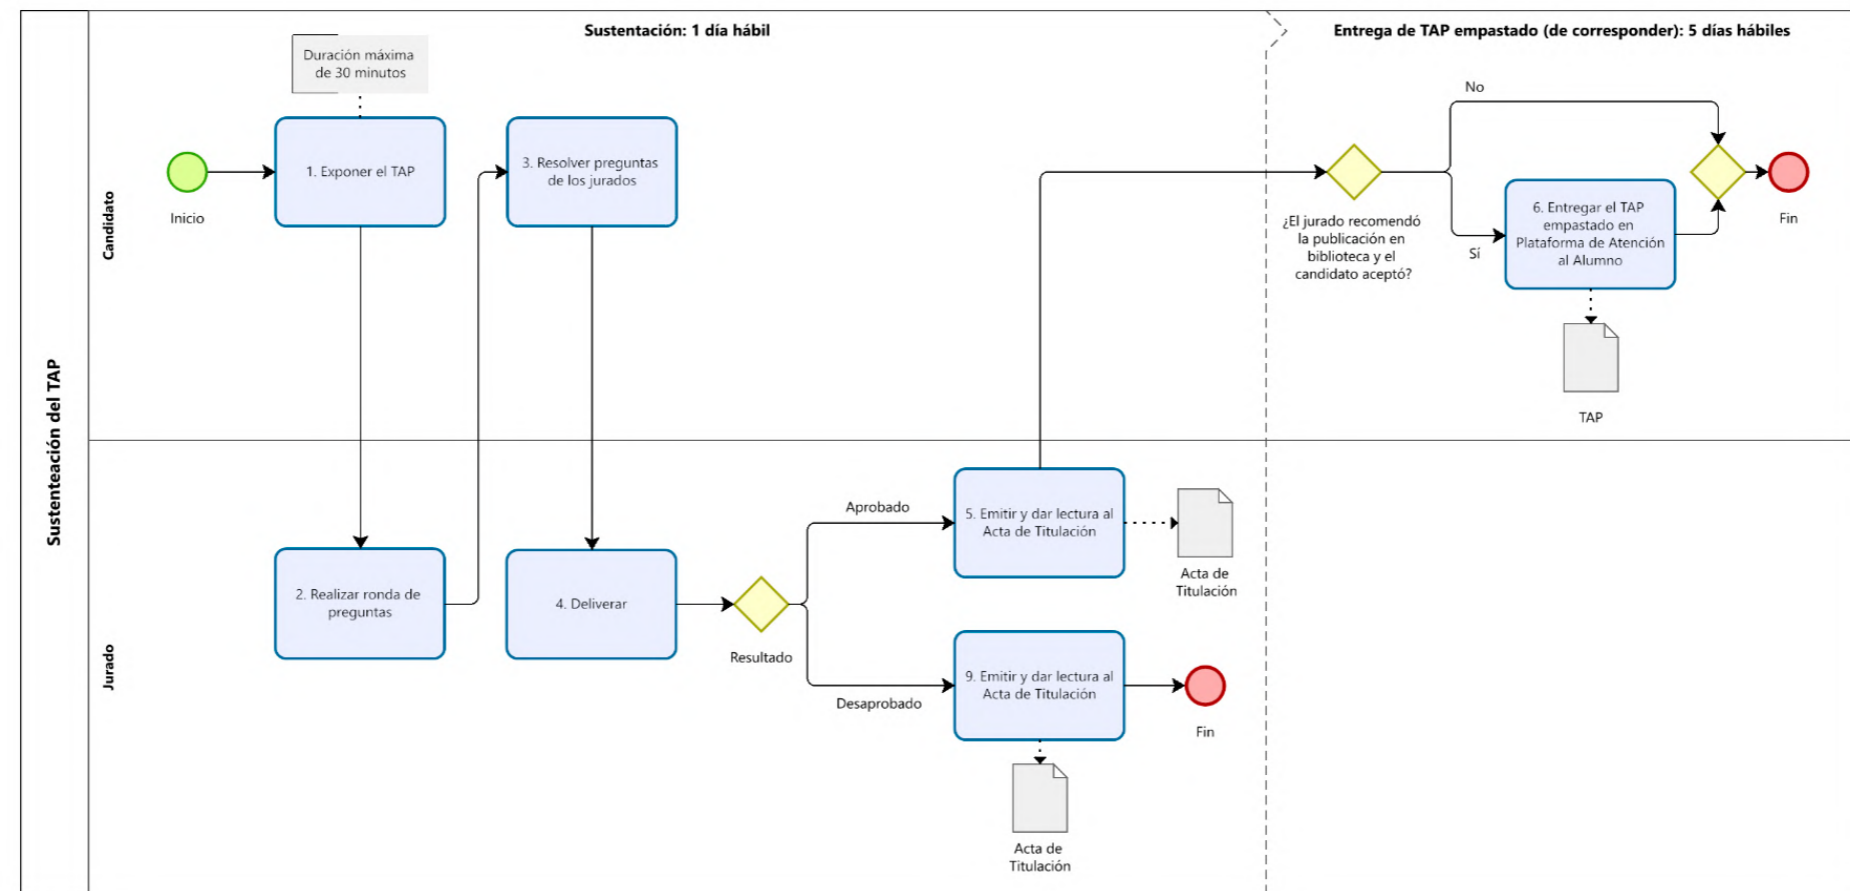 Sustenteación del TAP
Candidato
Jurado
Sustentación: 1 día hábil
Entrega de TAP empastado (de corresponder): 5 días hábiles
Duración máxima
de 30 minutos
Inicio
1. Exponer el TAP
3. Resolver preguntas
de los jurados
¿El jurado recomendó
la publicación en
biblioteca y el
candidato aceptó?
No
Sí
6. Entregar el TAP
empastado en
Plataforma de Atención
al Alumno
Fin
TAP
2. Realizar ronda de
preguntas
4. Deliverar
Resultado
Aprobado
Desaprobado
5. Emitir y dar lectura al
Acta de Titulación
Acta de
Titulación
9. Emitir y dar lectura al
Acta de Titulación
Fin
Acta de
Titulación